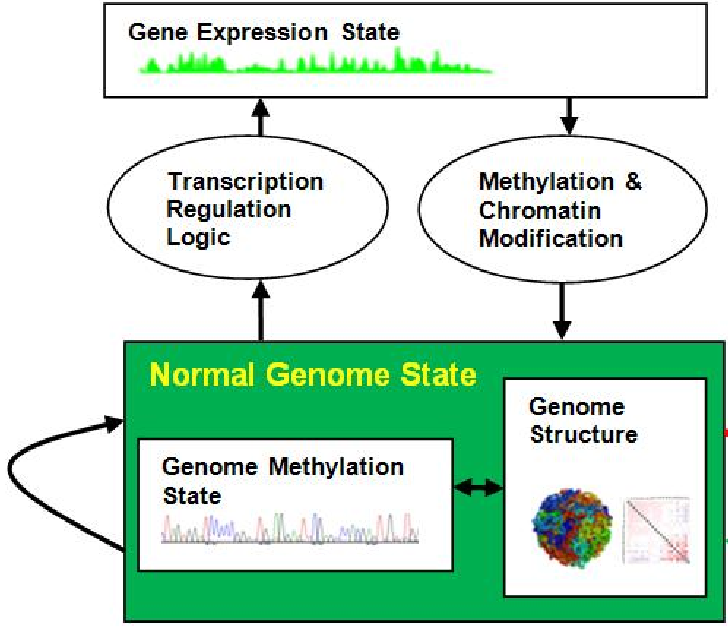 Gene Expression State
Transcription
Regulation
Logic
Methylation &
Chromatin
Modification
Normal Genome State
Genome
Structure
Genome Methylation
State